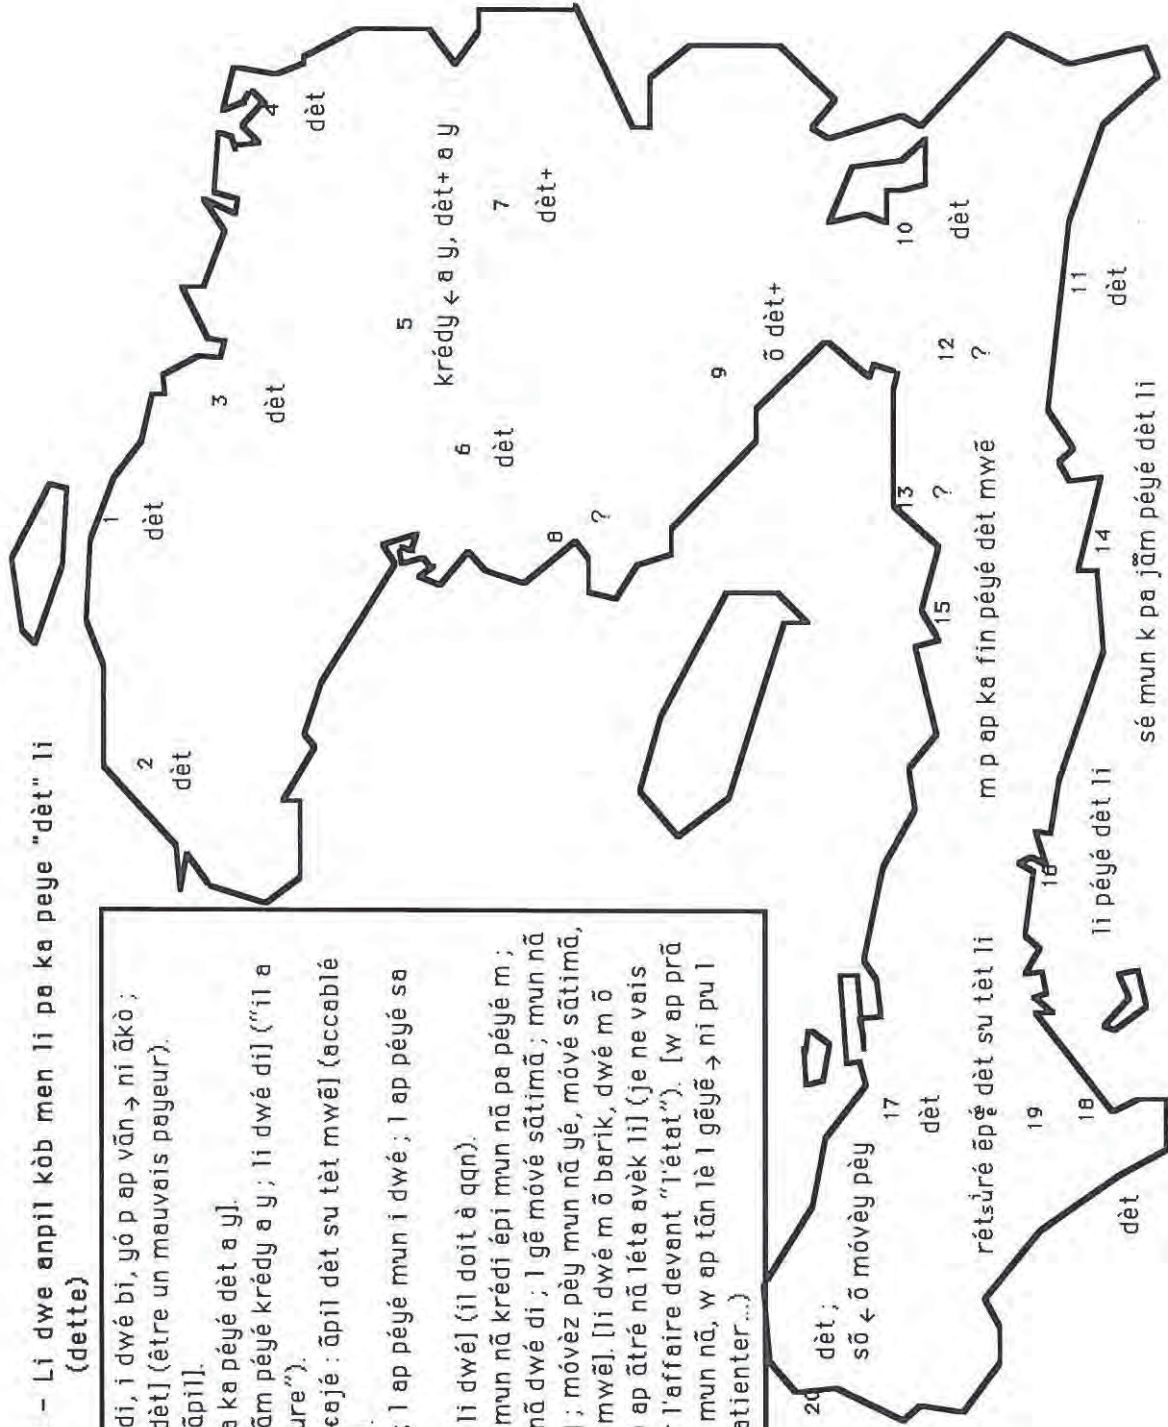 - Li dwe anpil kòb men li pa ka peye "dèt" li
(dette)
di, i dwé bi, yó p ap vãn → ni ãkò ;
dèt] (être un mauvais payeur).
ãpil].
a ka péyé dèt a y].
ãm péyé krédy a y ; li dwé di] ("il a
ure").
ajé : ãpil dèt su tèt mwẽ] (accablé
; l ap péyé mun i dwé ; l ap péyé sa
li dwé] (il doit à qqn).
mun nã krédi épi mun nã pa péyé m ;
nã dwé di ; l gẽ móvé sãtimã ; mun nã
] ; móvèz pèy mun nã yé, móvé sãtimã,
mwẽ]. [li dwé m õ barik, dwé m õ
ap ãtré nã léta avèk li] (je ne vais
l'affaire devant "l'état"). [w ap prã
mun nã, w ap tãn lè l gẽyẽ → ni pu l
atienter...)
1
dèt
2
dèt
3
dèt
4
dèt
5
krédy ← a y, dèt+ a y
6
dèt
7
dèt+
8
?
9
õ dèt+
10
dèt
11
dèt
12
?
13
?
14
sé mun k pa jãm péyé dèt li
15
m p ap ka fin péyé dèt mwẽ
16
li péyé dèt li
17
dèt
18
dèt
19
dèt su tèt li
20
dèt ;
sõ ← õ móvèy pèy